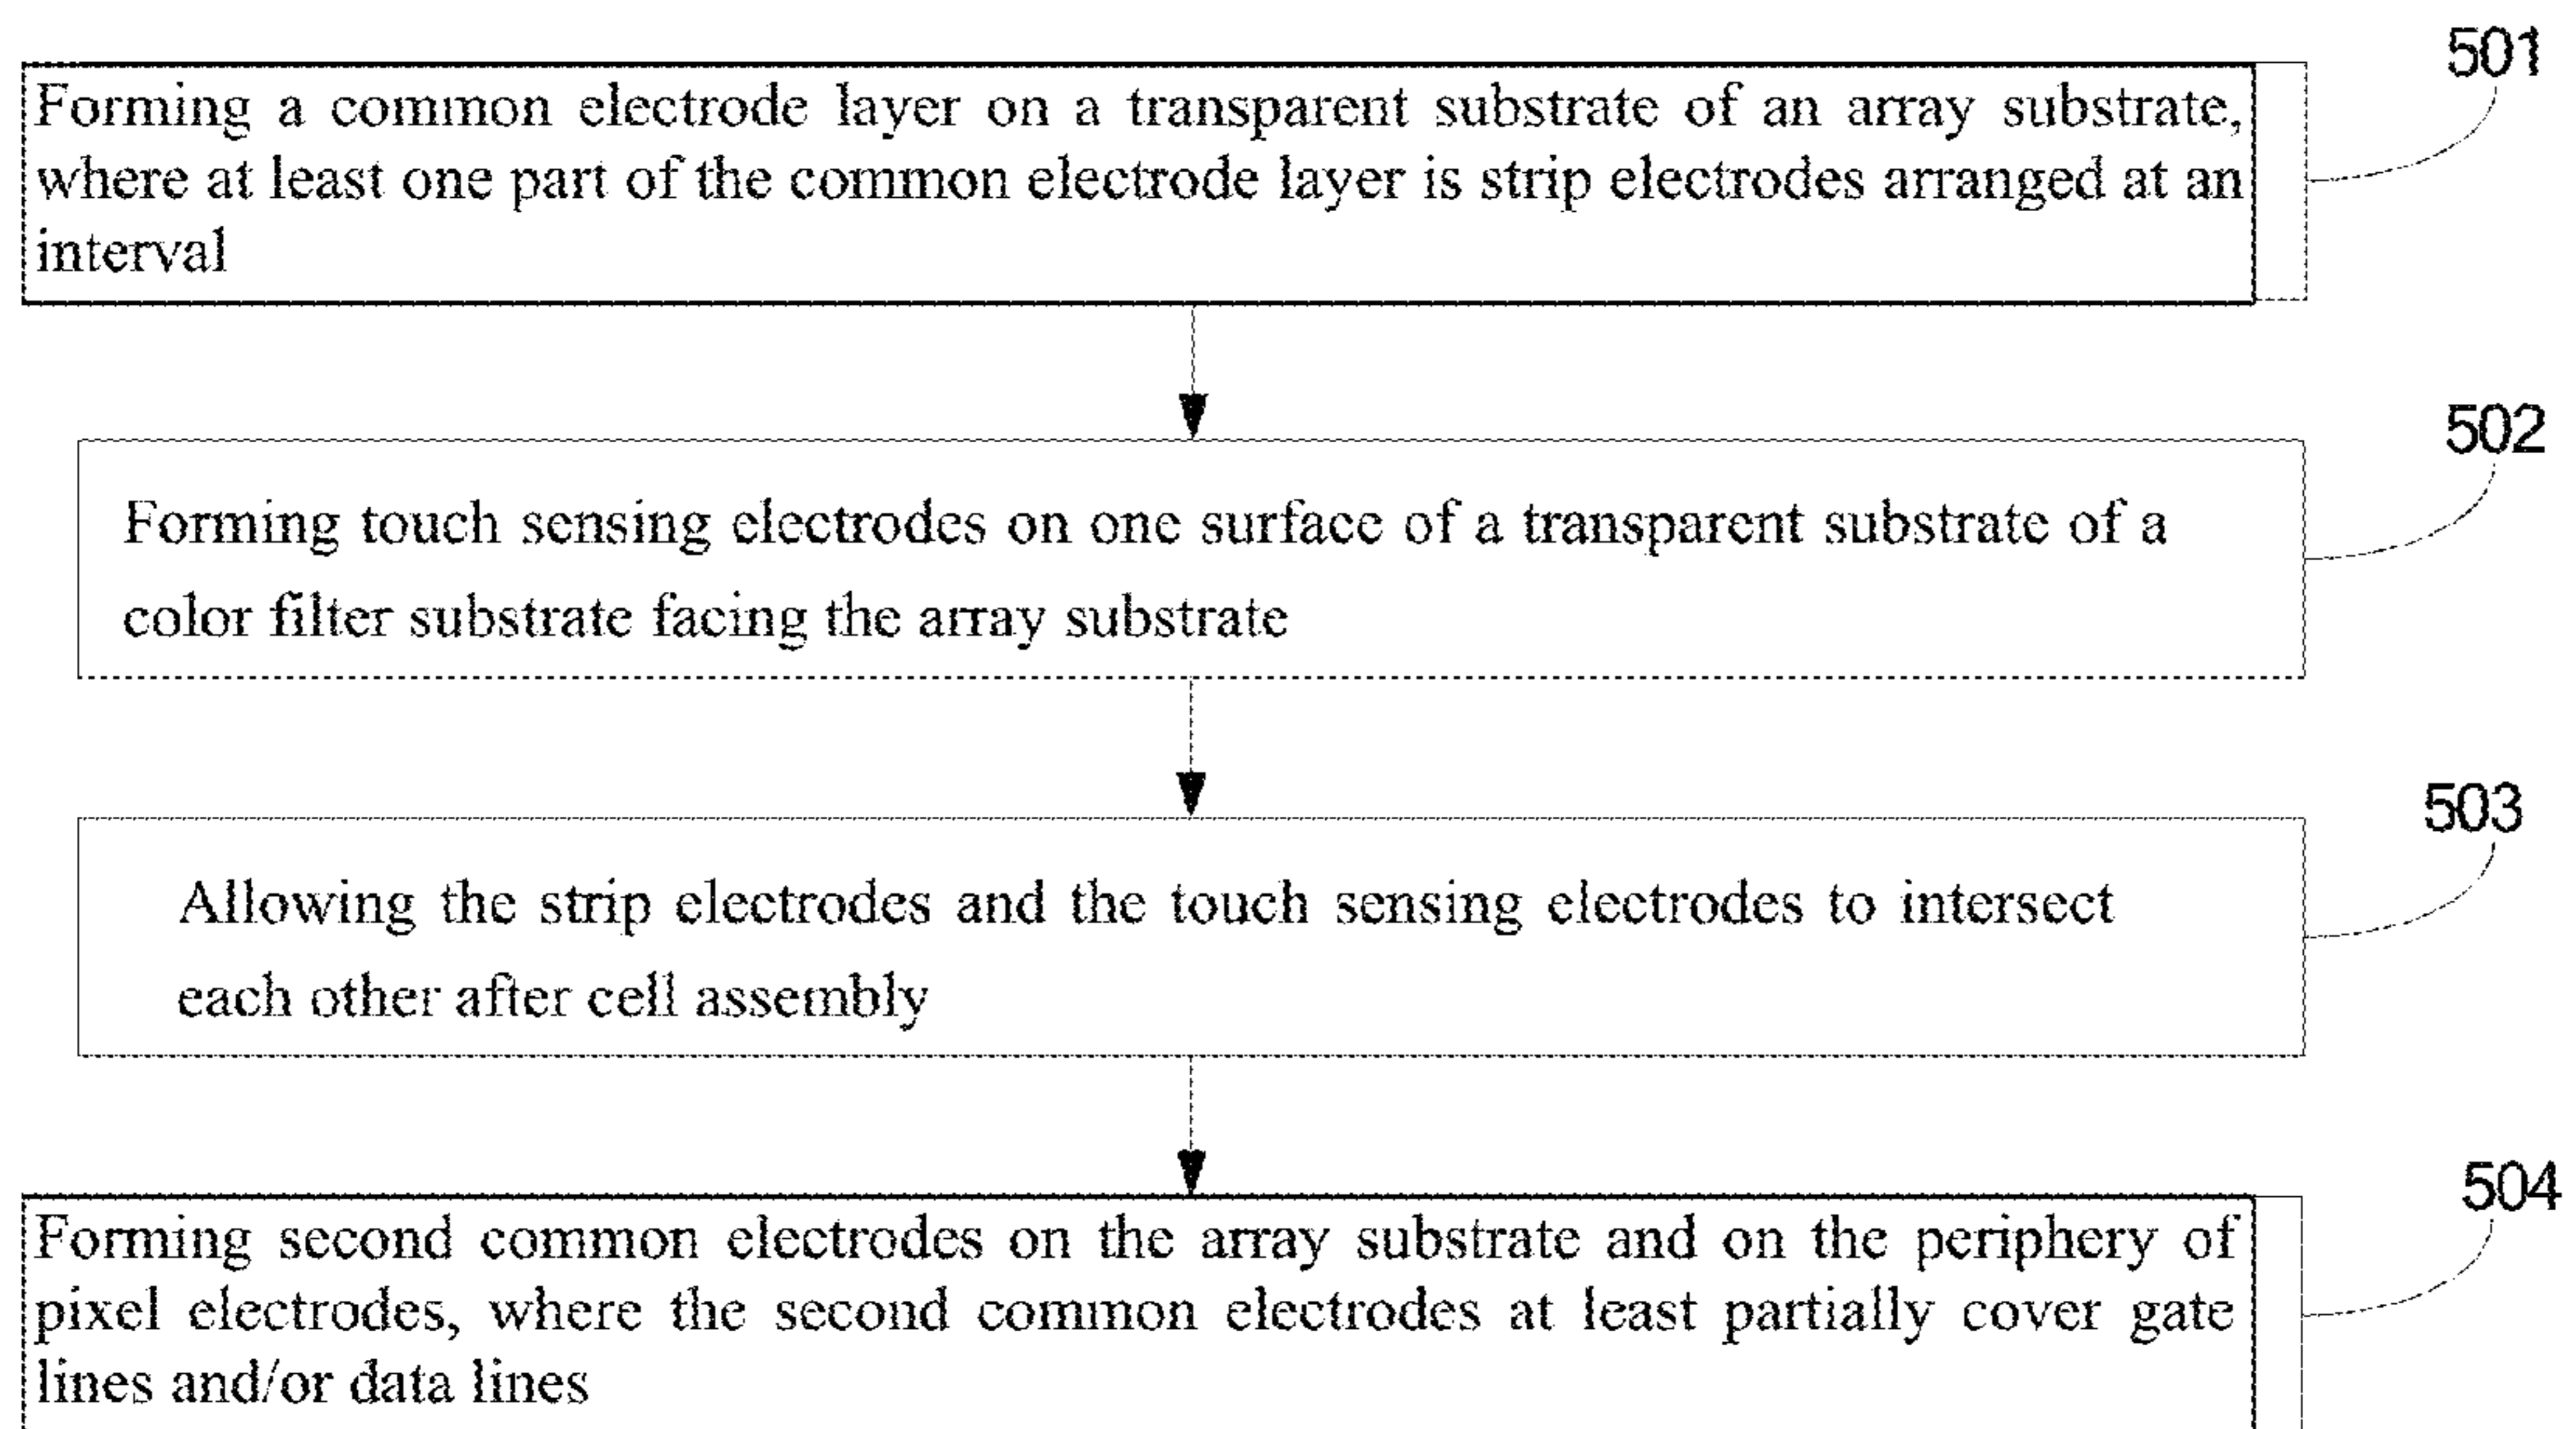 501
Forming a common electrode layer on a transparent substrate of an array substrate,
where at least one part of the common electrode layer is strip electrodes arranged at an
interval
502
Forming touch sensing electrodes on one surface of a transparent substrate of a
color filter substrate facing the array substrate
503
Allowing the strip electrodes and the touch sensing electrodes to intersect
each other after cell assembly
504
Forming second common electrodes on the array substrate and on the periphery of
pixel electrodes, where the second common electrodes at least partially cover gate
lines and/or data lines